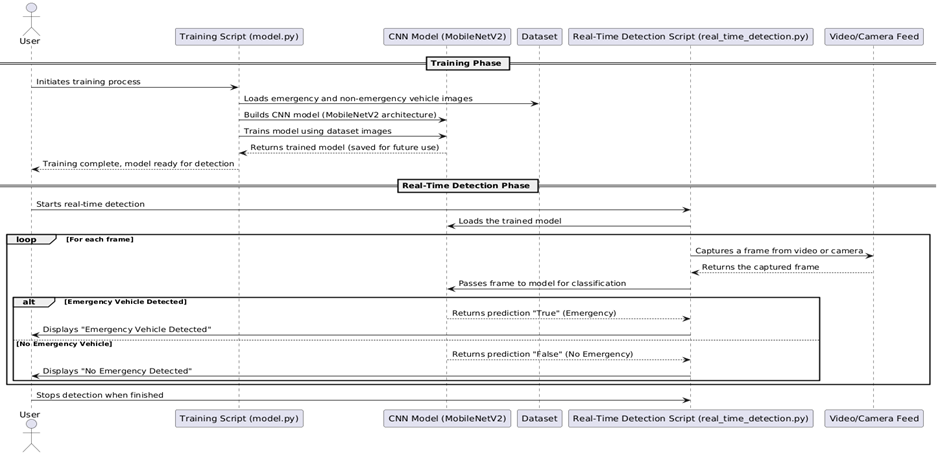 User
Training Script (model.py)
CNN Model (MobileNetV2)
Dataset
Real-Time Detection Script (real_time_detection.py)
Video/Camera Feed
Training Phase
Initiates training process
Loads emergency and non-emergency vehicle images
Builds CNN model (MobileNetV2 architecture)
Trains model using dataset images
Returns trained model (saved for future use)
Training complete, model ready for detection
Real-Time Detection Phase
Starts real-time detection
Loads the trained model
loop [For each frame]
Captures a frame from video or camera
Returns the captured frame
Passes frame to model for classification
alt [Emergency Vehicle Detected]
Returns prediction "True" (Emergency)
Displays "Emergency Vehicle Detected"
[No Emergency Vehicle]
Returns prediction "False" (No Emergency)
Displays "No Emergency Detected"
Stops detection when finished
User
Training Script (model.py)
CNN Model (MobileNetV2)
Dataset
Real-Time Detection Script (real_time_detection.py)
Video/Camera Feed